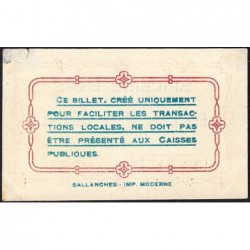 CE BILLET, CRÉÉ UNIQUEMENT
POUR FACILITER LES TRANSAC-
TIONS LOCALES, NE DOIT PAS
ÊTRE PRÉSENTÉ AUX CAISSES
PUBLIQUES.
SALLANCHES - IMP. MODERNE